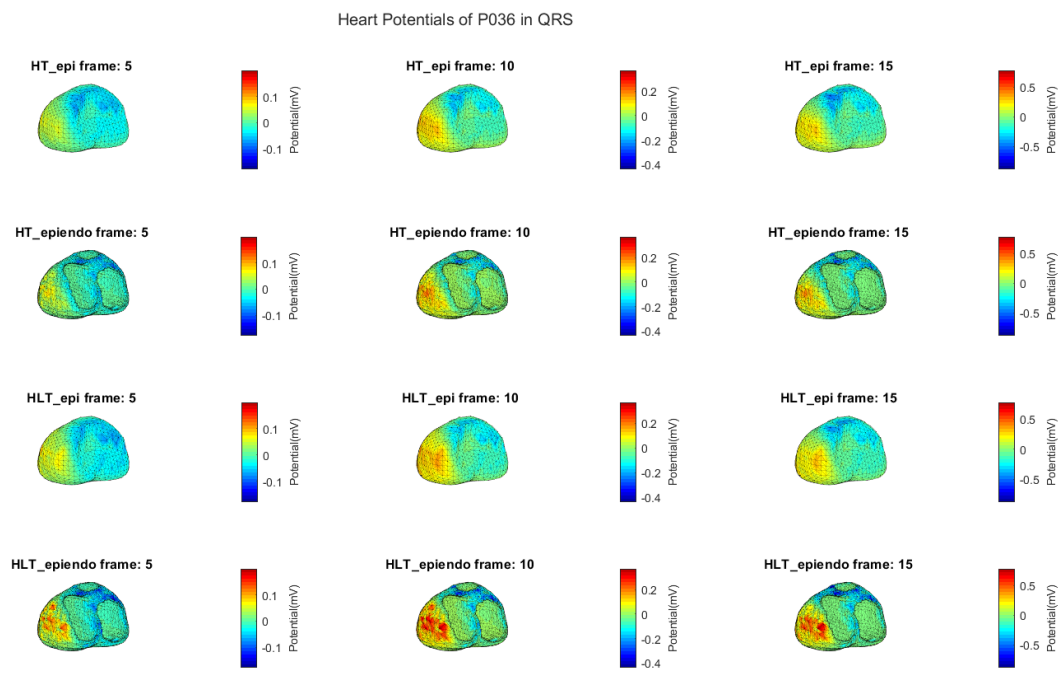 Heart Potentials of P036 in QRS
HT_epi frame: 5
0.1
0
-0.1
Potential(mV)
HT_epi frame: 10
0.2
0
-0.2
-0.4
Potential(mV)
HT_epi frame: 15
0.5
0
-0.5
Potential(mV)
HT_epiendo frame: 5
0.1
0
-0.1
Potential(mV)
HT_epiendo frame: 10
0.2
0
-0.2
-0.4
Potential(mV)
HT_epiendo frame: 15
0.5
0
-0.5
Potential(mV)
HLT_epi frame: 5
0.1
0
-0.1
Potential(mV)
HLT_epi frame: 10
0.2
0
-0.2
-0.4
Potential(mV)
HLT_epi frame: 15
0.5
0
-0.5
Potential(mV)
HLT_epiendo frame: 5
0.1
0
-0.1
Potential(mV)
HLT_epiendo frame: 10
0.2
0
-0.2
-0.4
Potential(mV)
HLT_epiendo frame: 15
0.5
0
-0.5
Potential(mV)